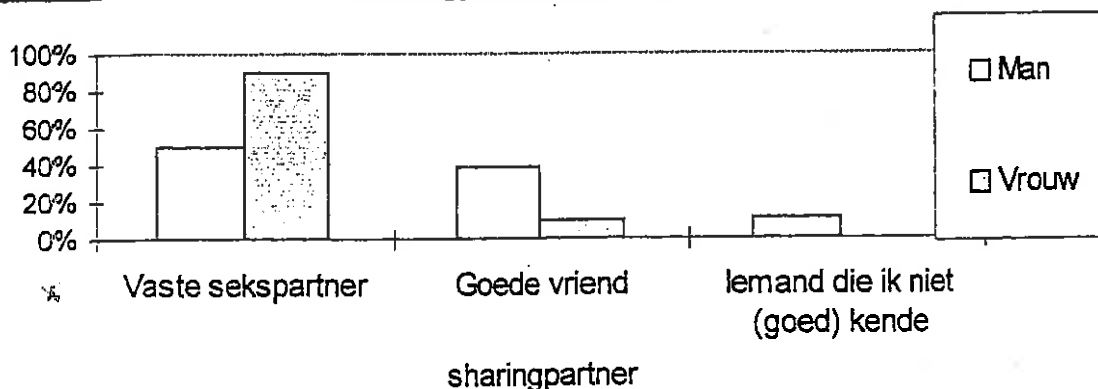 100%
80%
60%
40%
20%
0%
Man
Vrouw
Vaste sekspartner
Goede vriend
Iemand die ik niet
(goed) kende
sharingpartner